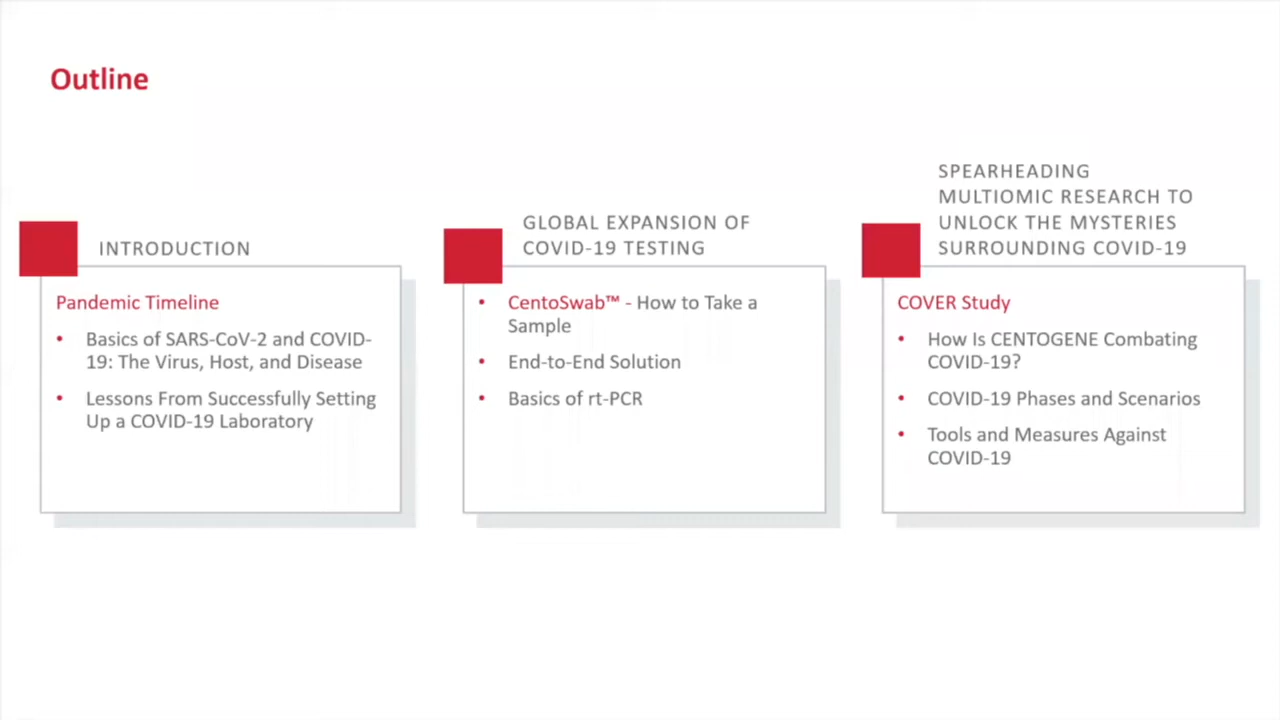 Outline
INTRODUCTION
Pandemic Timeline
• Basics of SARS-CoV-2 and COVID-
19: The Virus, Host, and Disease
• Lessons From Successfully Setting
Up a COVID-19 Laboratory
GLOBAL EXPANSION OF
COVID-19 TESTING
• CentoSwab™ - How to Take a
Sample
• End-to-End Solution
• Basics of rt-PCR
SPEARHEADING
MULTIOMIC RESEARCH TO
UNLOCK THE MYSTERIES
SURROUNDING COVID-19
COVER Study
• How Is CENTOGENE Combating
COVID-19?
• COVID-19 Phases and Scenarios
• Tools and Measures Against
COVID-19